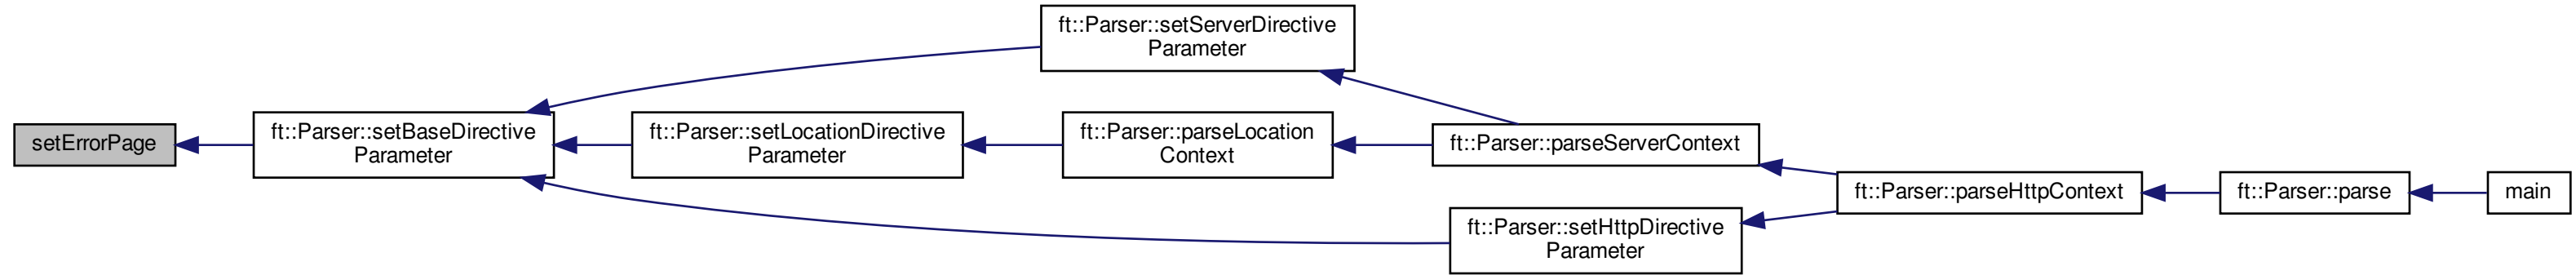 setErrorPage
ft::Parser::setBaseDirective
Parameter
ft::Parser::setServerDirective
Parameter
ft::Parser::setLocationDirective
Parameter
ft::Parser::parseLocation
Context
ft::Parser::parseServerContext
ft::Parser::setHttpDirective
Parameter
ft::Parser::parseHttpContext
ft::Parser::parse
main